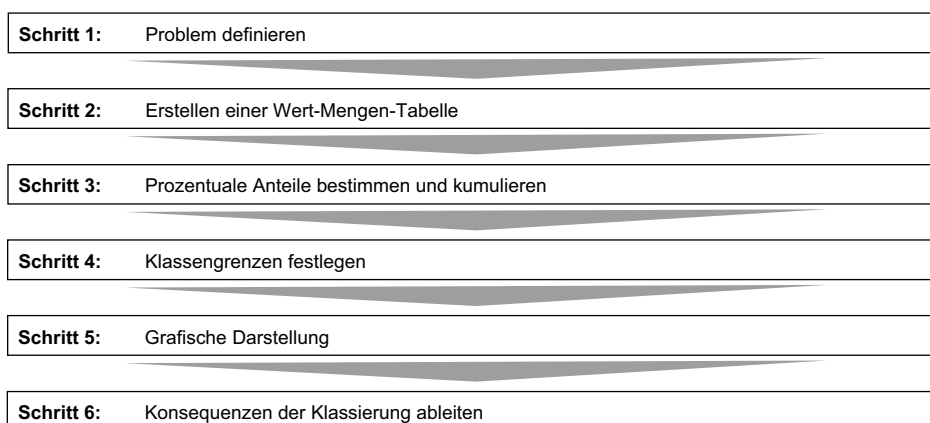 Schritt 1: Problem definieren
Schritt 2: Erstellen einer Wert-Mengen-Tabelle
Schritt 3: Prozentuale Anteile bestimmen und kumulieren
Schritt 4: Klassengrenzen festlegen
Schritt 5: Grafische Darstellung
Schritt 6: Konsequenzen der Klassierung ableiten